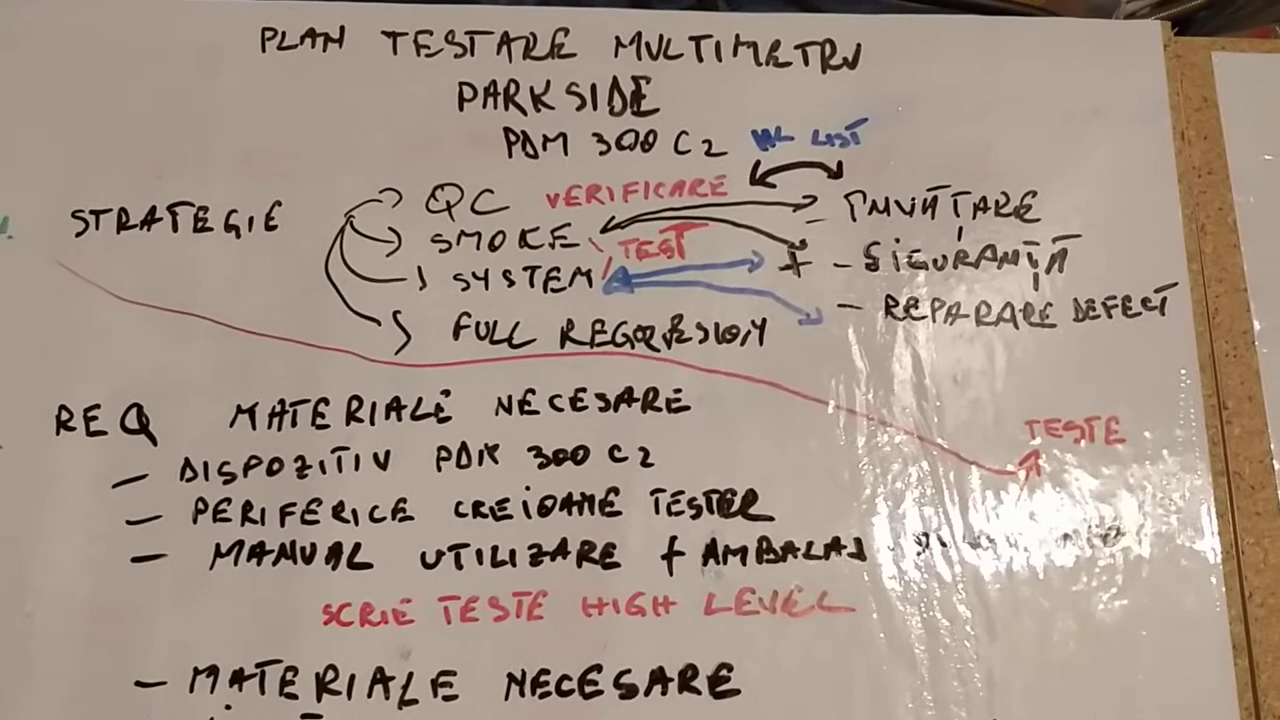 PLAN TESTARE MULTIMETRU
PARKSIDE
PDM 300 C2 HL LIST
STRATEGIE QC VERIFICARE - ÎNVĂȚARE
SMOKE TEST + - SIGURANȚĂ
SYSTEM - REPARARE DEFECT
FULL REGRESSION
TESTE
REQ MATERIALE NECESARE
- DISPOZITIV PDM 300 C2
- PERIFERICE CREIOANE TESTER
- MANUAL UTILIZARE + AMBALAJ
SCRIE TESTE HIGH LEVEL
- MATERIALE NECESARE